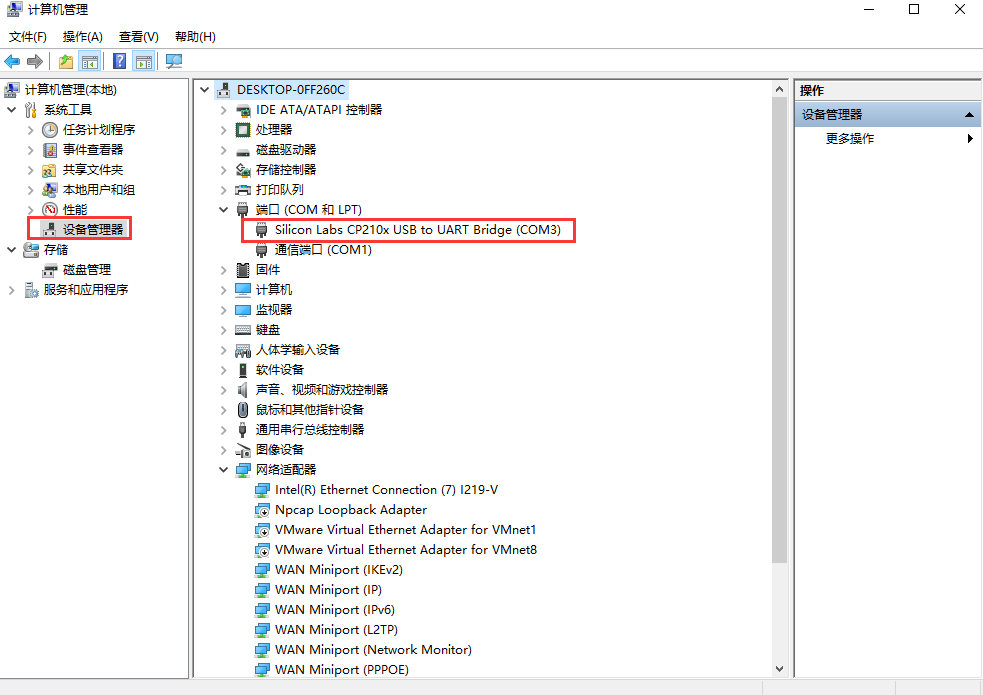 计算机管理
文件(F) 操作(A) 查看(V) 帮助(H)
计算机管理(本地)
系统工具
任务计划程序
事件查看器
共享文件夹
本地用户和组
性能
设备管理器
存储
磁盘管理
服务和应用程序
DESKTOP-0FF260C
IDE ATA/ATAPI 控制器
处理器
磁盘驱动器
存储控制器
打印队列
端口 (COM 和 LPT)
Silicon Labs CP210x USB to UART Bridge (COM3)
通信端口 (COM1)
固件
计算机
监视器
键盘
人体学输入设备
软件设备
声音、视频和游戏控制器
鼠标和其他指针设备
通用串行总线控制器
图像设备
网络适配器
Intel(R) Ethernet Connection (7) I219-V
Npcap Loopback Adapter
VMware Virtual Ethernet Adapter for VMnet1
VMware Virtual Ethernet Adapter for VMnet8
WAN Miniport (IKEv2)
WAN Miniport (IP)
WAN Miniport (IPv6)
WAN Miniport (L2TP)
WAN Miniport (Network Monitor)
WAN Miniport (PPPOE)
操作
设备管理器
更多操作